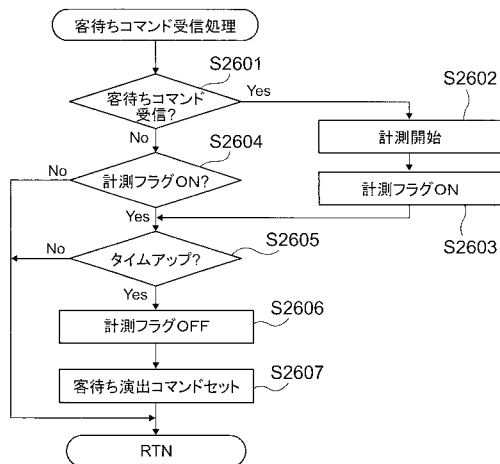 客待ちコマンド受信処理
S2601
客待ちコマンド
受信?
Yes
No
S2602
計測開始
S2604
計測フラグON?
No
Yes
計測フラグON
S2603
S2605
タイムアップ?
No
Yes
S2606
計測フラグOFF
S2607
客待ち演出コマンドセット
RTN